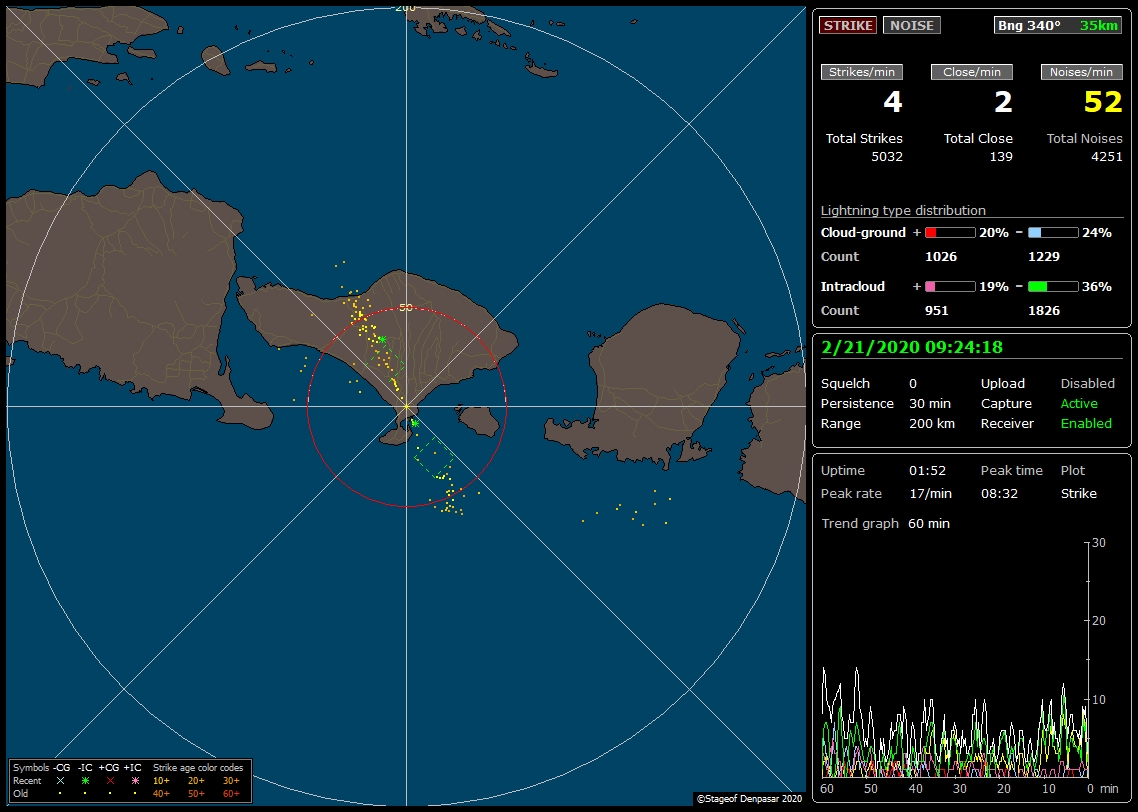 200
50
STRIKE NOISE Bng 340° 35km
Strikes/min Close/min Noises/min
4 2 52
Total Strikes Total Close Total Noises
5032 139 4251
Lightning type distribution
Cloud-ground + 20% - 24%
Count 1026 1229
Intracloud + 19% - 36%
Count 951 1826
2/21/2020 09:24:18
Squelch 0 Upload Disabled
Persistence 30 min Capture Active
Range 200 km Receiver Enabled
Uptime 01:52 Peak time Plot
Peak rate 17/min 08:32 Strike
Trend graph 60 min
30
20
10
60 50 40 30 20 10 0 min
Symbols -CG -IC +CG +IC Strike age color codes
Recent 10+ 20+ 30+
Old 40+ 50+ 60+
©Stageof Denpasar 2020